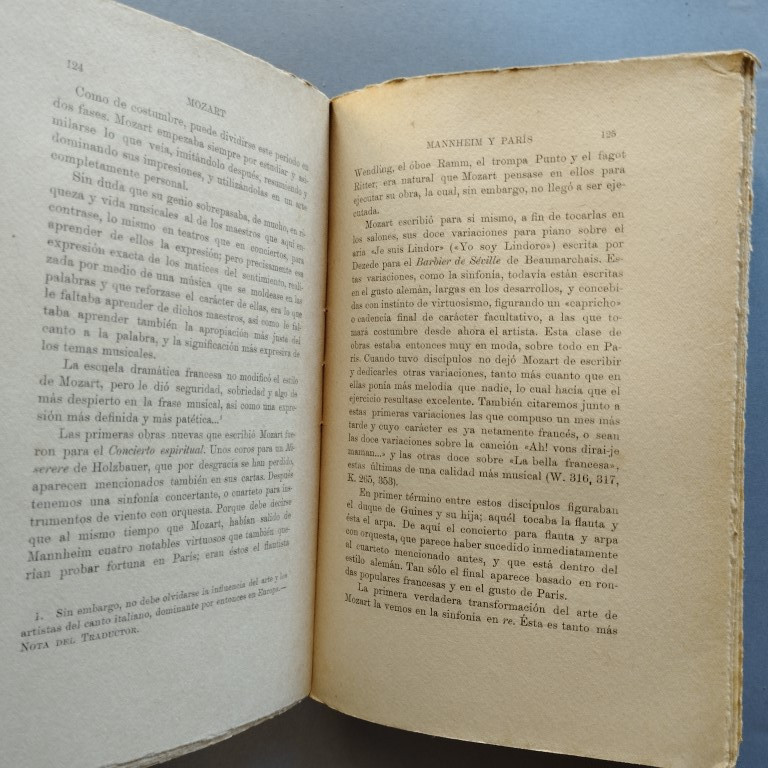 124
MOZART
Como de costumbre, puede dividirse este período en
dos fases. Mozart empezaba siempre por estudiar y asi-
milarse lo que veía, imitándolo después, resumiendo y
dominando sus impresiones, y utilizándolas en un arte
completamente personal.
Sin duda que su genio sobrepasaba, de mucho, en ri-
queza y vida musicales al de los maestros que aquí en-
contrase, lo mismo en teatros que en conciertos, para
aprender de ellos la expresión; pero precisamente esa
expresión exacta de los matices del sentimiento, reali-
zada por medio de una música que se moldease en las
palabras y que reforzase el carácter de ellas, era lo que
le faltaba aprender de dichos maestros, así como le fal-
taba aprender también la apropiación más justa del
canto a la palabra, y la significación más expresiva de
los temas musicales.
La escuela dramática francesa no modificó el estilo
de Mozart, pero le dió seguridad, sobriedad y algo de
más despierto en la frase musical, así como una expre-
sión más definida y más patética...¹
Las primeras obras nuevas que escribió Mozart fue-
ron para el Concierto espiritual. Unos coros para un Mi-
serere de Holzbauer, que por desgracia se han perdido,
aparecen mencionados también en sus cartas. Después
tenemos una sinfonía concertante, o cuarteto para ins-
trumentos de viento con orquesta. Porque debe decirse
que al mismo tiempo que Mozart, habían salido de
Mannheim cuatro notables virtuosos que también que-
rían probar fortuna en París; eran éstos el flautista
1. Sin embargo, no debe olvidarse la influencia del arte y los
artistas del canto italiano, dominante por entonces en Europa.—
NOTA DEL TRADUCTOR.
MANNHEIM Y PARÍS
125
Wendling, el óboe Ramm, el trompa Punto y el fagot
Ritter; era natural que Mozart pensase en ellos para
ejecutar su obra, la cual, sin embargo, no llegó a ser eje-
cutada.
Mozart escribió para sí mismo, a fin de tocarlas en
los salones, sus doce variaciones para piano sobre el
aria «Je suis Lindor» («Yo soy Lindoro») escrita por
Dezede para el Barbier de Séville de Beaumarchais. Es-
tas variaciones, como la sinfonía, todavía están escritas
en el gusto alemán, largas en los desarrollos, y concebi-
das con instinto de virtuosismo, figurando un «capricho»
o cadencia final de carácter facultativo, a las que to-
mará costumbre desde ahora el artista. Esta clase de
obras estaban entonces muy en moda, sobre todo en Pa-
rís. Cuando tuvo discípulos no dejó Mozart de escribir
y dedicarles otras variaciones, tanto más cuanto que en
ellas ponía más melodía que nadie, lo cual hacía que el
ejercicio resultase excelente. También citaremos junto a
estas primeras variaciones las que compuso un mes más
tarde y cuyo carácter es ya netamente francés, o sean
las doce variaciones sobre la canción «Ah! vous dirai-je
maman...» y las otras doce sobre «La bella francesa»,
estas últimas de una calidad más musical (W. 316, 317,
K. 265, 353).
En primer término entre estos discípulos figuraban
el duque de Guines y su hija; aquél tocaba la flauta y
ésta el arpa. De aquí el concierto para flauta y arpa
con orquesta, que parece haber sucedido inmediatamente
al cuarteto mencionado antes, y que está dentro del
estilo alemán. Tan sólo el final aparece basado en ron-
das populares francesas y en el gusto de París.
La primera verdadera transformación del arte de
Mozart la vemos en la sinfonía en re. Ésta es tanto más